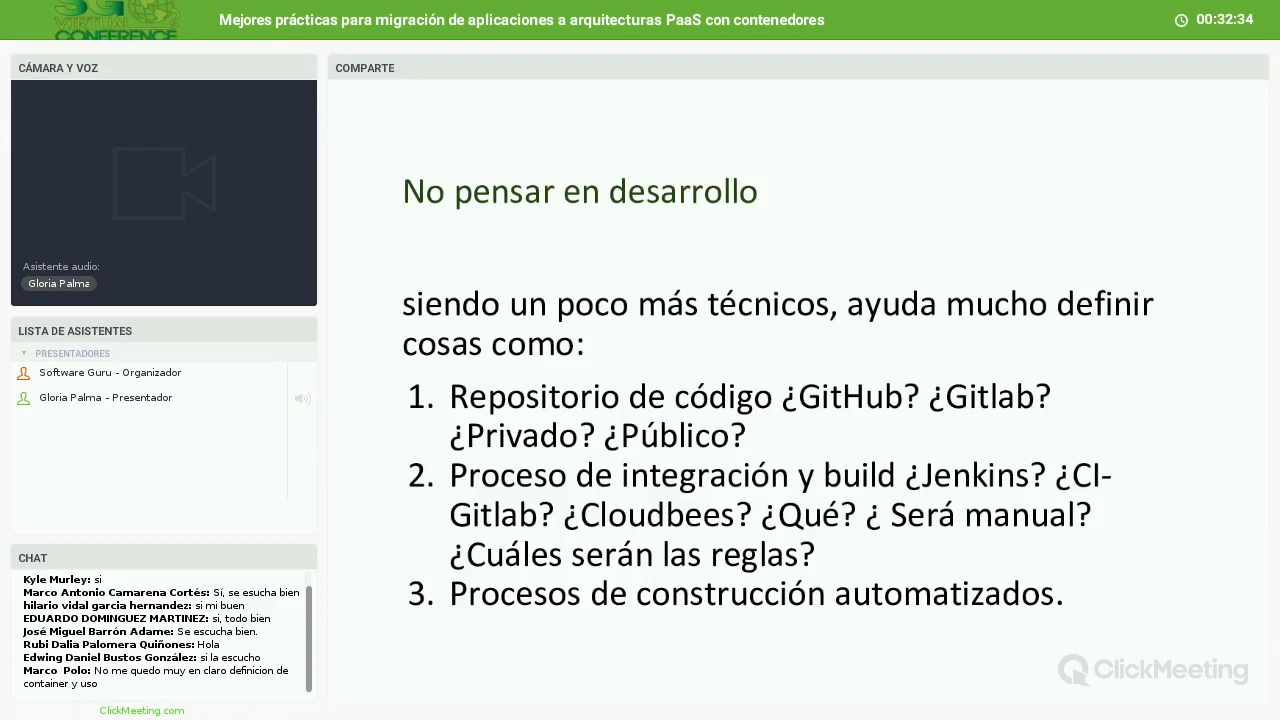 SG
VIRTUAL
CONFERENCE
Mejores prácticas para migración de aplicaciones a arquitecturas PaaS con contenedores
00:32:34
CÁMARA Y VOZ
Asistente audio:
Gloria Palma
LISTA DE ASISTENTES
PRESENTADORES
Software Guru - Organizador
Gloria Palma - Presentador
CHAT
Kyle Murley: si
Marco Antonio Camarena Cortés: Sí, se esucha bien
hilario vidal garcia hernandez: si mi buen
EDUARDO DOMINGUEZ MARTINEZ: si, todo bien
José Miguel Barrón Adame: Se escucha bien.
Rubi Dalia Palomera Quiñones: Hola
Edwing Daniel Bustos González: si la escucho
Marco Polo: No me quedo muy en claro definicion de
container y uso
ClickMeeting.com
COMPARTE
No pensar en desarrollo
siendo un poco más técnicos, ayuda mucho definir
cosas como:
1. Repositorio de código ¿GitHub? ¿Gitlab?
¿Privado? ¿Público?
2. Proceso de integración y build ¿Jenkins? ¿CI-
Gitlab? ¿Cloudbees? ¿Qué? ¿ Será manual?
¿Cuáles serán las reglas?
3. Procesos de construcción automatizados.
ClickMeeting